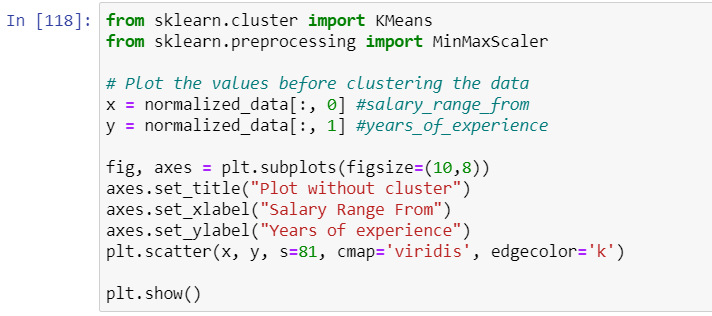 In [118]: from sklearn.cluster import KMeans
from sklearn.preprocessing import MinMaxScaler
# Plot the values before clustering the data
x = normalized_data[:, 0] #salary_range_from
y = normalized_data[:, 1] #years_of_experience
fig, axes = plt.subplots(figsize=(10,8))
axes.set_title("Plot without cluster")
axes.set_xlabel("Salary Range From")
axes.set_ylabel("Years of experience")
plt.scatter(x, y, s=81, cmap='viridis', edgecolor='k')
plt.show()